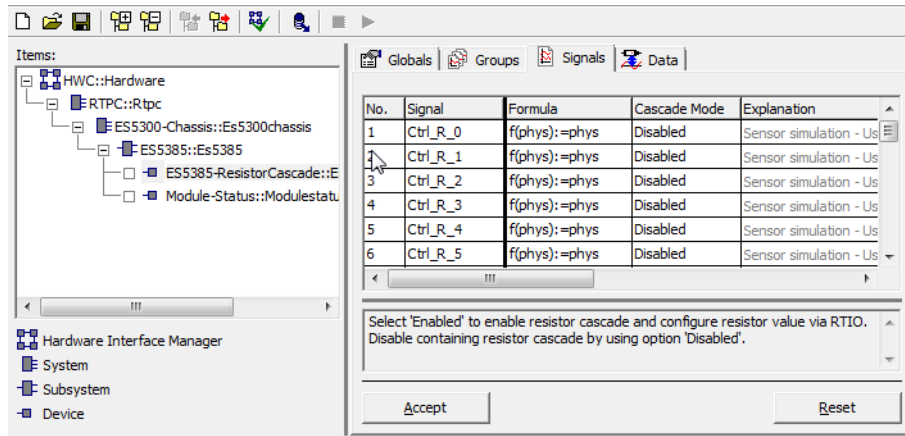 Items:
HWC::Hardware
RTPC::Rtpc
ES5300-Chassis::Es5300chassis
ES5385::Es5385
ES5385-ResistorCascade::E
Module-Status::Modulestatu
Hardware Interface Manager
System
Subsystem
Device
Globals Groups Signals Data
No. Signal Formula Cascade Mode Explanation
1 Ctrl_R_0 f(phys):=phys Disabled Sensor simulation - Us
2 Ctrl_R_1 f(phys):=phys Disabled Sensor simulation - Us
3 Ctrl_R_2 f(phys):=phys Disabled Sensor simulation - Us
4 Ctrl_R_3 f(phys):=phys Disabled Sensor simulation - Us
5 Ctrl_R_4 f(phys):=phys Disabled Sensor simulation - Us
6 Ctrl_R_5 f(phys):=phys Disabled Sensor simulation - Us
Select 'Enabled' to enable resistor cascade and configure resistor value via RTIO.
Disable containing resistor cascade by using option 'Disabled'.
Accept Reset